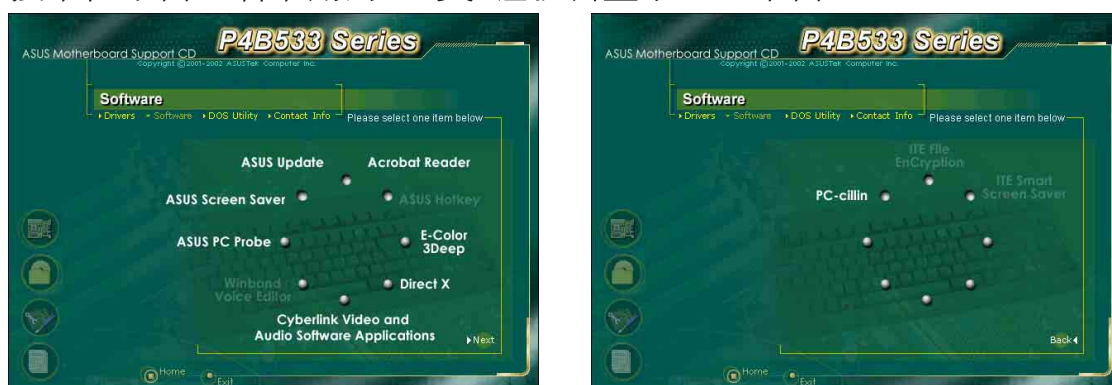 P4B533 Series
ASUS Motherboard Support CD
Copyright ©2001-2002 ASUSTek Computer Inc.
Software
Drivers Software DOS Utility Contact Info
Please select one item below
ASUS Update
Acrobat Reader
ASUS Screen Saver
ASUS Hotkey
ASUS PC Probe
E-Color
3Deep
Winband
Voice Editor
Direct X
Cyberlink Video and
Audio Software Applications
Next
Home
Exit
P4B533 Series
ASUS Motherboard Support CD
Copyright ©2001-2002 ASUSTek Computer Inc.
Software
Drivers Software DOS Utility Contact Info
Please select one item below
ITE File
EnCryption
PC-cillin
ITE Smart
Screen Saver
Back
Home
Exit